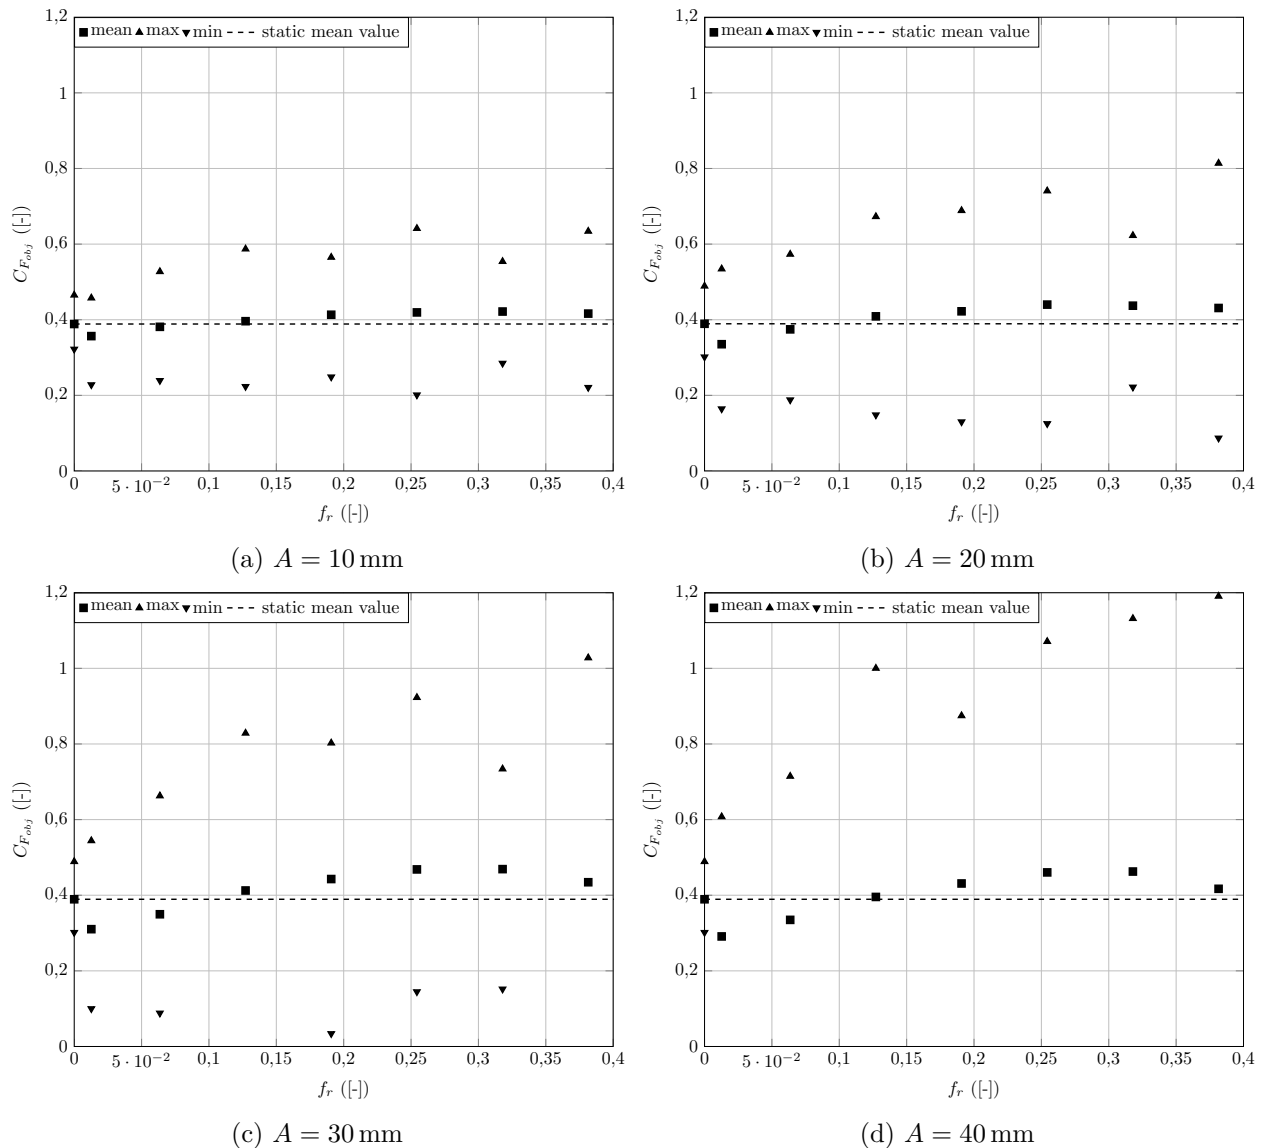 mean max min static mean value
1,2
1
0,8
0,6
0,4
0,2
0
C_{F_{obj}} ([-])
0 5 · 10⁻² 0,1 0,15 0,2 0,25 0,3 0,35 0,4
f_r ([-])
(a) A = 10 mm
mean max min static mean value
1,2
1
0,8
0,6
0,4
0,2
0
C_{F_{obj}} ([-])
0 5 · 10⁻² 0,1 0,15 0,2 0,25 0,3 0,35 0,4
f_r ([-])
(b) A = 20 mm
mean max min static mean value
1,2
1
0,8
0,6
0,4
0,2
0
C_{F_{obj}} ([-])
0 5 · 10⁻² 0,1 0,15 0,2 0,25 0,3 0,35 0,4
f_r ([-])
(c) A = 30 mm
mean max min static mean value
1,2
1
0,8
0,6
0,4
0,2
0
C_{F_{obj}} ([-])
0 5 · 10⁻² 0,1 0,15 0,2 0,25 0,3 0,35 0,4
f_r ([-])
(d) A = 40 mm